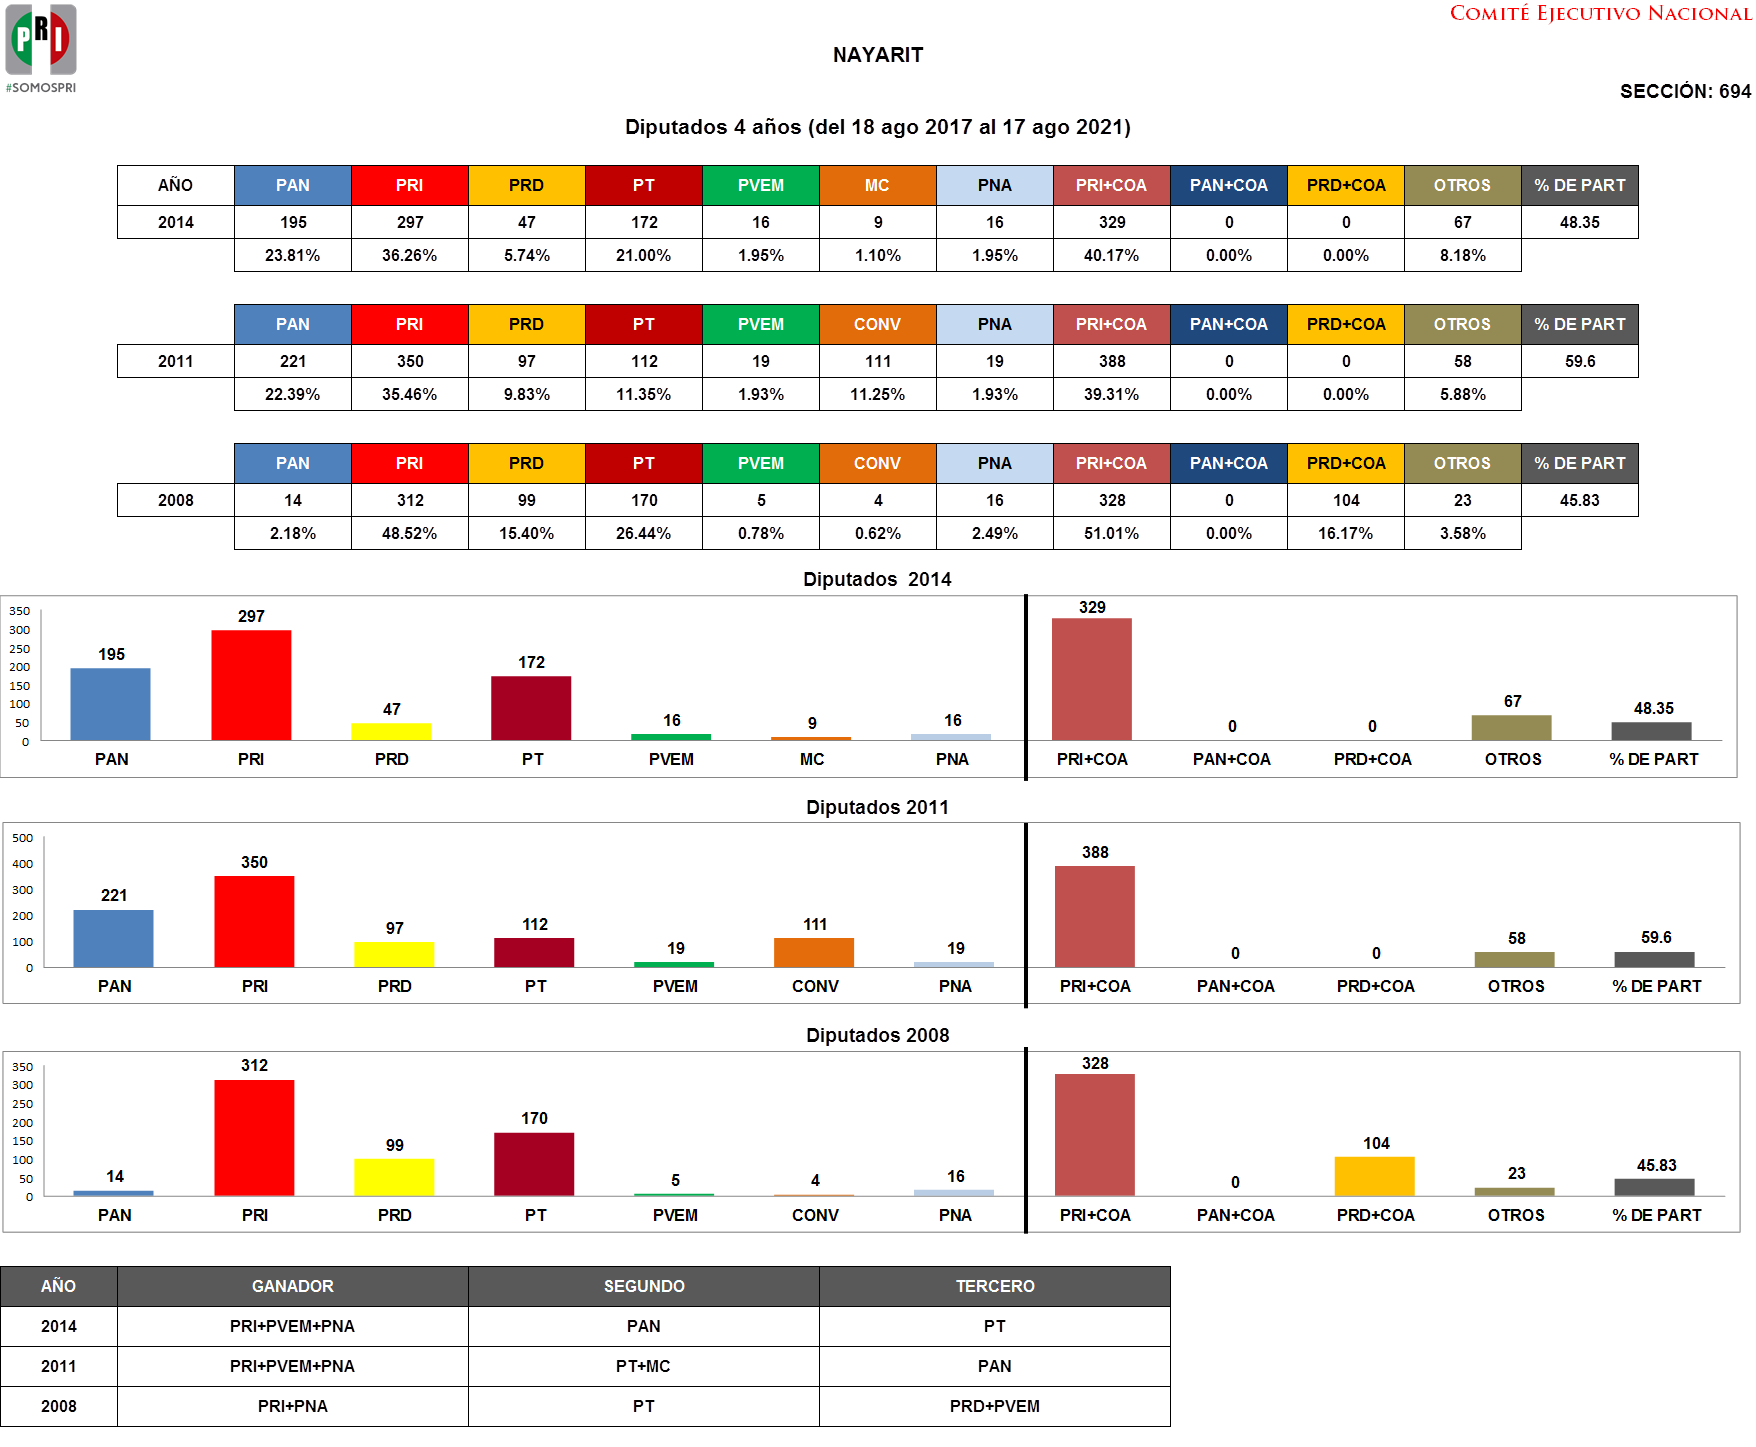 PRI
#SOMOSPRI
COMITÉ EJECUTIVO NACIONAL
NAYARIT
SECCIÓN: 694
Diputados 4 años (del 18 ago 2017 al 17 ago 2021)
AÑO PAN PRI PRD PT PVEM MC PNA PRI+COA PAN+COA PRD+COA OTROS % DE PART
2014 195 297 47 172 16 9 16 329 0 0 67 48.35
23.81% 36.26% 5.74% 21.00% 1.95% 1.10% 1.95% 40.17% 0.00% 0.00% 8.18%
PAN PRI PRD PT PVEM CONV PNA PRI+COA PAN+COA PRD+COA OTROS % DE PART
2011 221 350 97 112 19 111 19 388 0 0 58 59.6
22.39% 35.46% 9.83% 11.35% 1.93% 11.25% 1.93% 39.31% 0.00% 0.00% 5.88%
PAN PRI PRD PT PVEM CONV PNA PRI+COA PAN+COA PRD+COA OTROS % DE PART
2008 14 312 99 170 5 4 16 328 0 104 23 45.83
2.18% 48.52% 15.40% 26.44% 0.78% 0.62% 2.49% 51.01% 0.00% 16.17% 3.58%
Diputados 2014
350
300
250
200
150
100
50
0
195 297 47 172 16 9 16 329 0 0 67 48.35
PAN PRI PRD PT PVEM MC PNA PRI+COA PAN+COA PRD+COA OTROS % DE PART
Diputados 2011
500
400
300
200
100
0
221 350 97 112 19 111 19 388 0 0 58 59.6
PAN PRI PRD PT PVEM CONV PNA PRI+COA PAN+COA PRD+COA OTROS % DE PART
Diputados 2008
350
300
250
200
150
100
50
0
14 312 99 170 5 4 16 328 0 104 23 45.83
PAN PRI PRD PT PVEM CONV PNA PRI+COA PAN+COA PRD+COA OTROS % DE PART
AÑO GANADOR SEGUNDO TERCERO
2014 PRI+PVEM+PNA PAN PT
2011 PRI+PVEM+PNA PT+MC PAN
2008 PRI+PNA PT PRD+PVEM